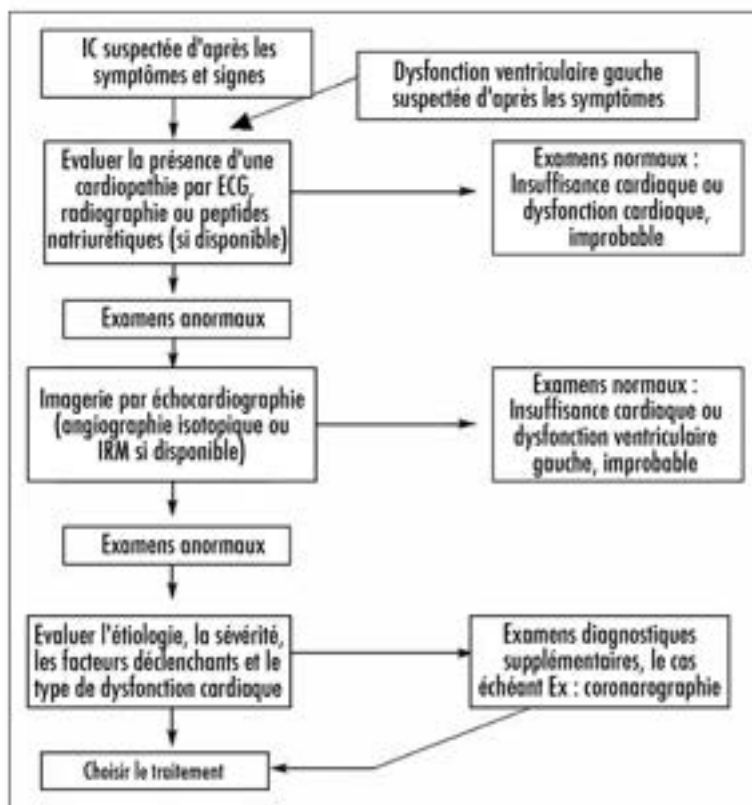 IC suspectée d'après les
symptômes et signes
Dysfonction ventriculaire gauche
suspectée d'après les symptômes
Evaluer la présence d'une
cardiopathie par ECG,
radiographie ou peptides
natriurétiques (si disponible)
Examens normaux :
Insuffisance cardiaque ou
dysfonction cardiaque,
improbable
Examens anormaux
Imagerie par échocardiographie
(angiographie isotopique ou
IRM si disponible)
Examens normaux :
Insuffisance cardiaque ou
dysfonction ventriculaire
gauche, improbable
Examens anormaux
Evaluer l'étiologie, la sévérité,
les facteurs déclenchants et le
type de dysfonction cardiaque
Examens diagnostiques
supplémentaires, le cas
échéant Ex : coronarographie
Choisir le traitement